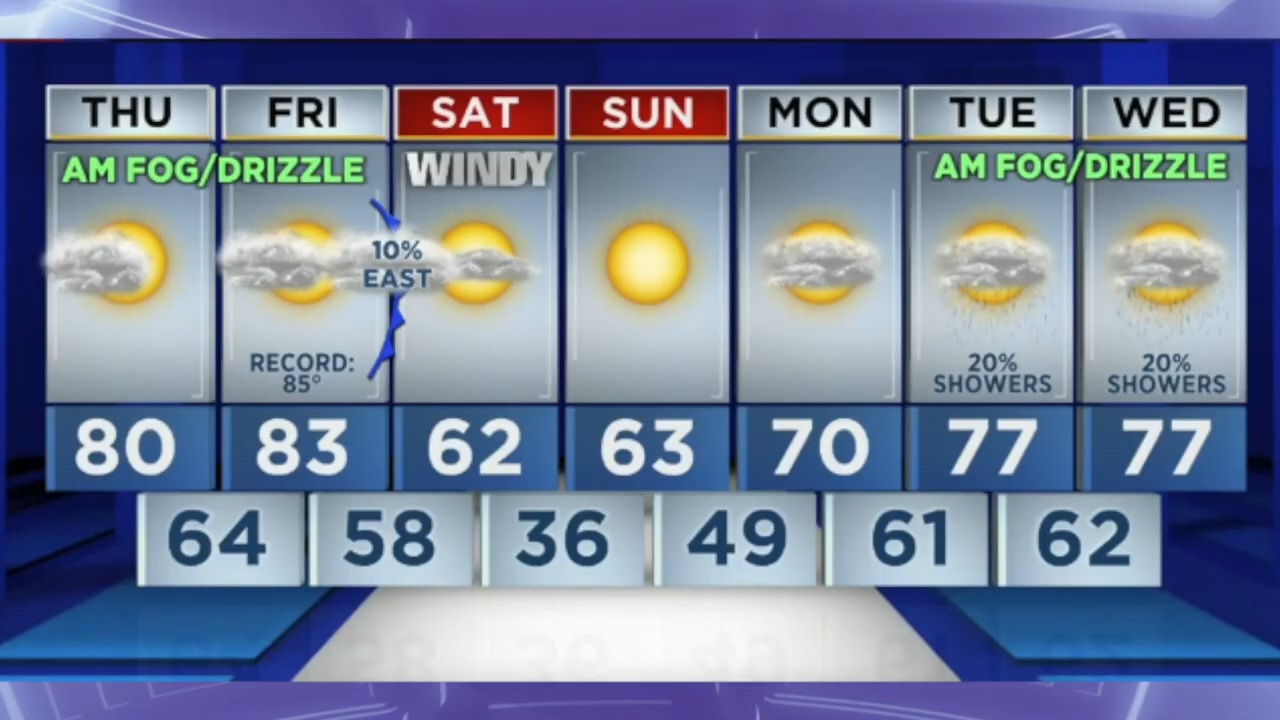 THU FRI SAT SUN MON TUE WED
AM FOG/DRIZZLE WINDY AM FOG/DRIZZLE
10%
EAST
RECORD:
85°
20%
SHOWERS
20%
SHOWERS
80 83 62 63 70 77 77
64 58 36 49 61 62